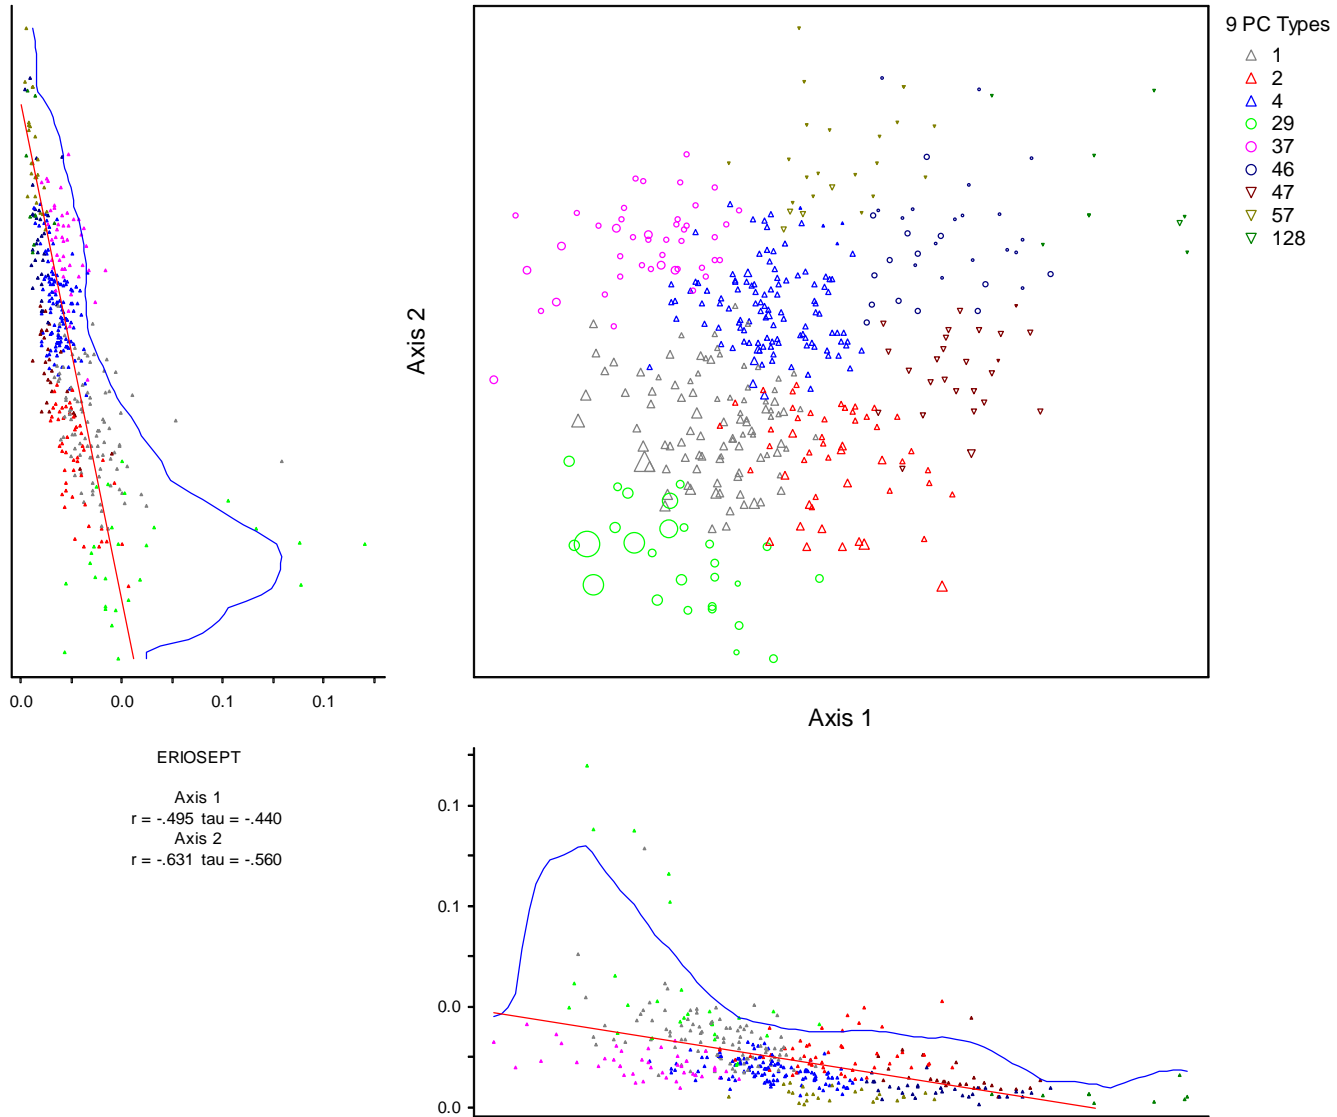 9 PC Types
1
2
4
29
37
46
47
57
128
Axis 2
0.0
0.0
0.1
0.1
Axis 1
ERIOSEPT
Axis 1
r = -.495 tau = -.440
Axis 2
r = -.631 tau = -.560
0.1
0.1
0.0
0.0